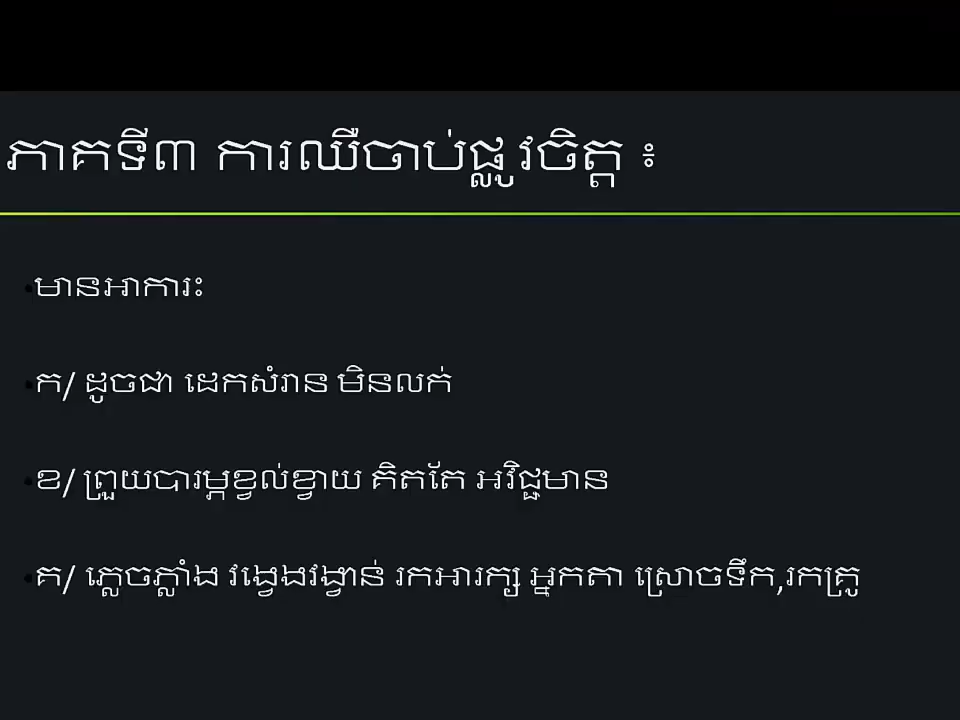 ភាគទី៣ ការឈឺចាប់ផ្លូវចិត្ត ៖
•មានអាការះ
•ក/ ដូចជា ដេកសំរាន មិនលក់
•ខ/ ព្រួយបារម្ភខ្វល់ខ្វាយ គិតតែ អវិជ្ជមាន
•គ/ ភ្លេចភ្លាំង វង្វេងវង្វាន់ រកអារក្ស អ្នកតា ស្រោចទឹក,រកគ្រូ